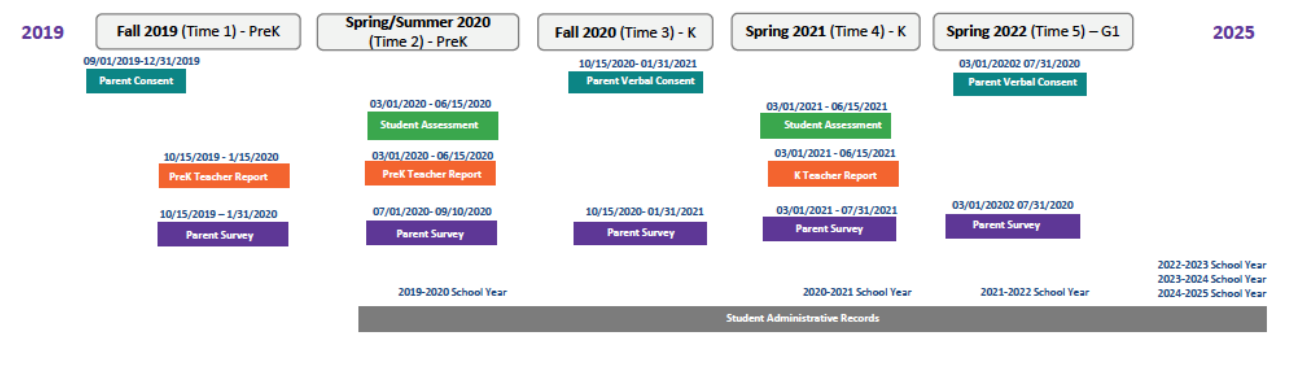 2019
Fall 2019 (Time 1) - PreK
Spring/Summer 2020
(Time 2) - PreK
Fall 2020 (Time 3) - K
Spring 2021 (Time 4) - K
Spring 2022 (Time 5) – G1
2025
09/01/2019-12/31/2019
Parent Consent
10/15/2020- 01/31/2021
Parent Verbal Consent
03/01/20202 07/31/2020
Parent Verbal Consent
03/01/2020 - 06/15/2020
Student Assessment
03/01/2021 - 06/15/2021
Student Assessment
10/15/2019 - 1/15/2020
PreK Teacher Report
03/01/2020 - 06/15/2020
PreK Teacher Report
03/01/2021 - 06/15/2021
K Teacher Report
10/15/2019 – 1/31/2020
Parent Survey
07/01/2020- 09/10/2020
Parent Survey
10/15/2020- 01/31/2021
Parent Survey
03/01/2021 - 07/31/2021
Parent Survey
03/01/20202 07/31/2020
Parent Survey
2019-2020 School Year
2020-2021 School Year
2021-2022 School Year
2022-2023 School Year
2023-2024 School Year
2024-2025 School Year
Student Administrative Records